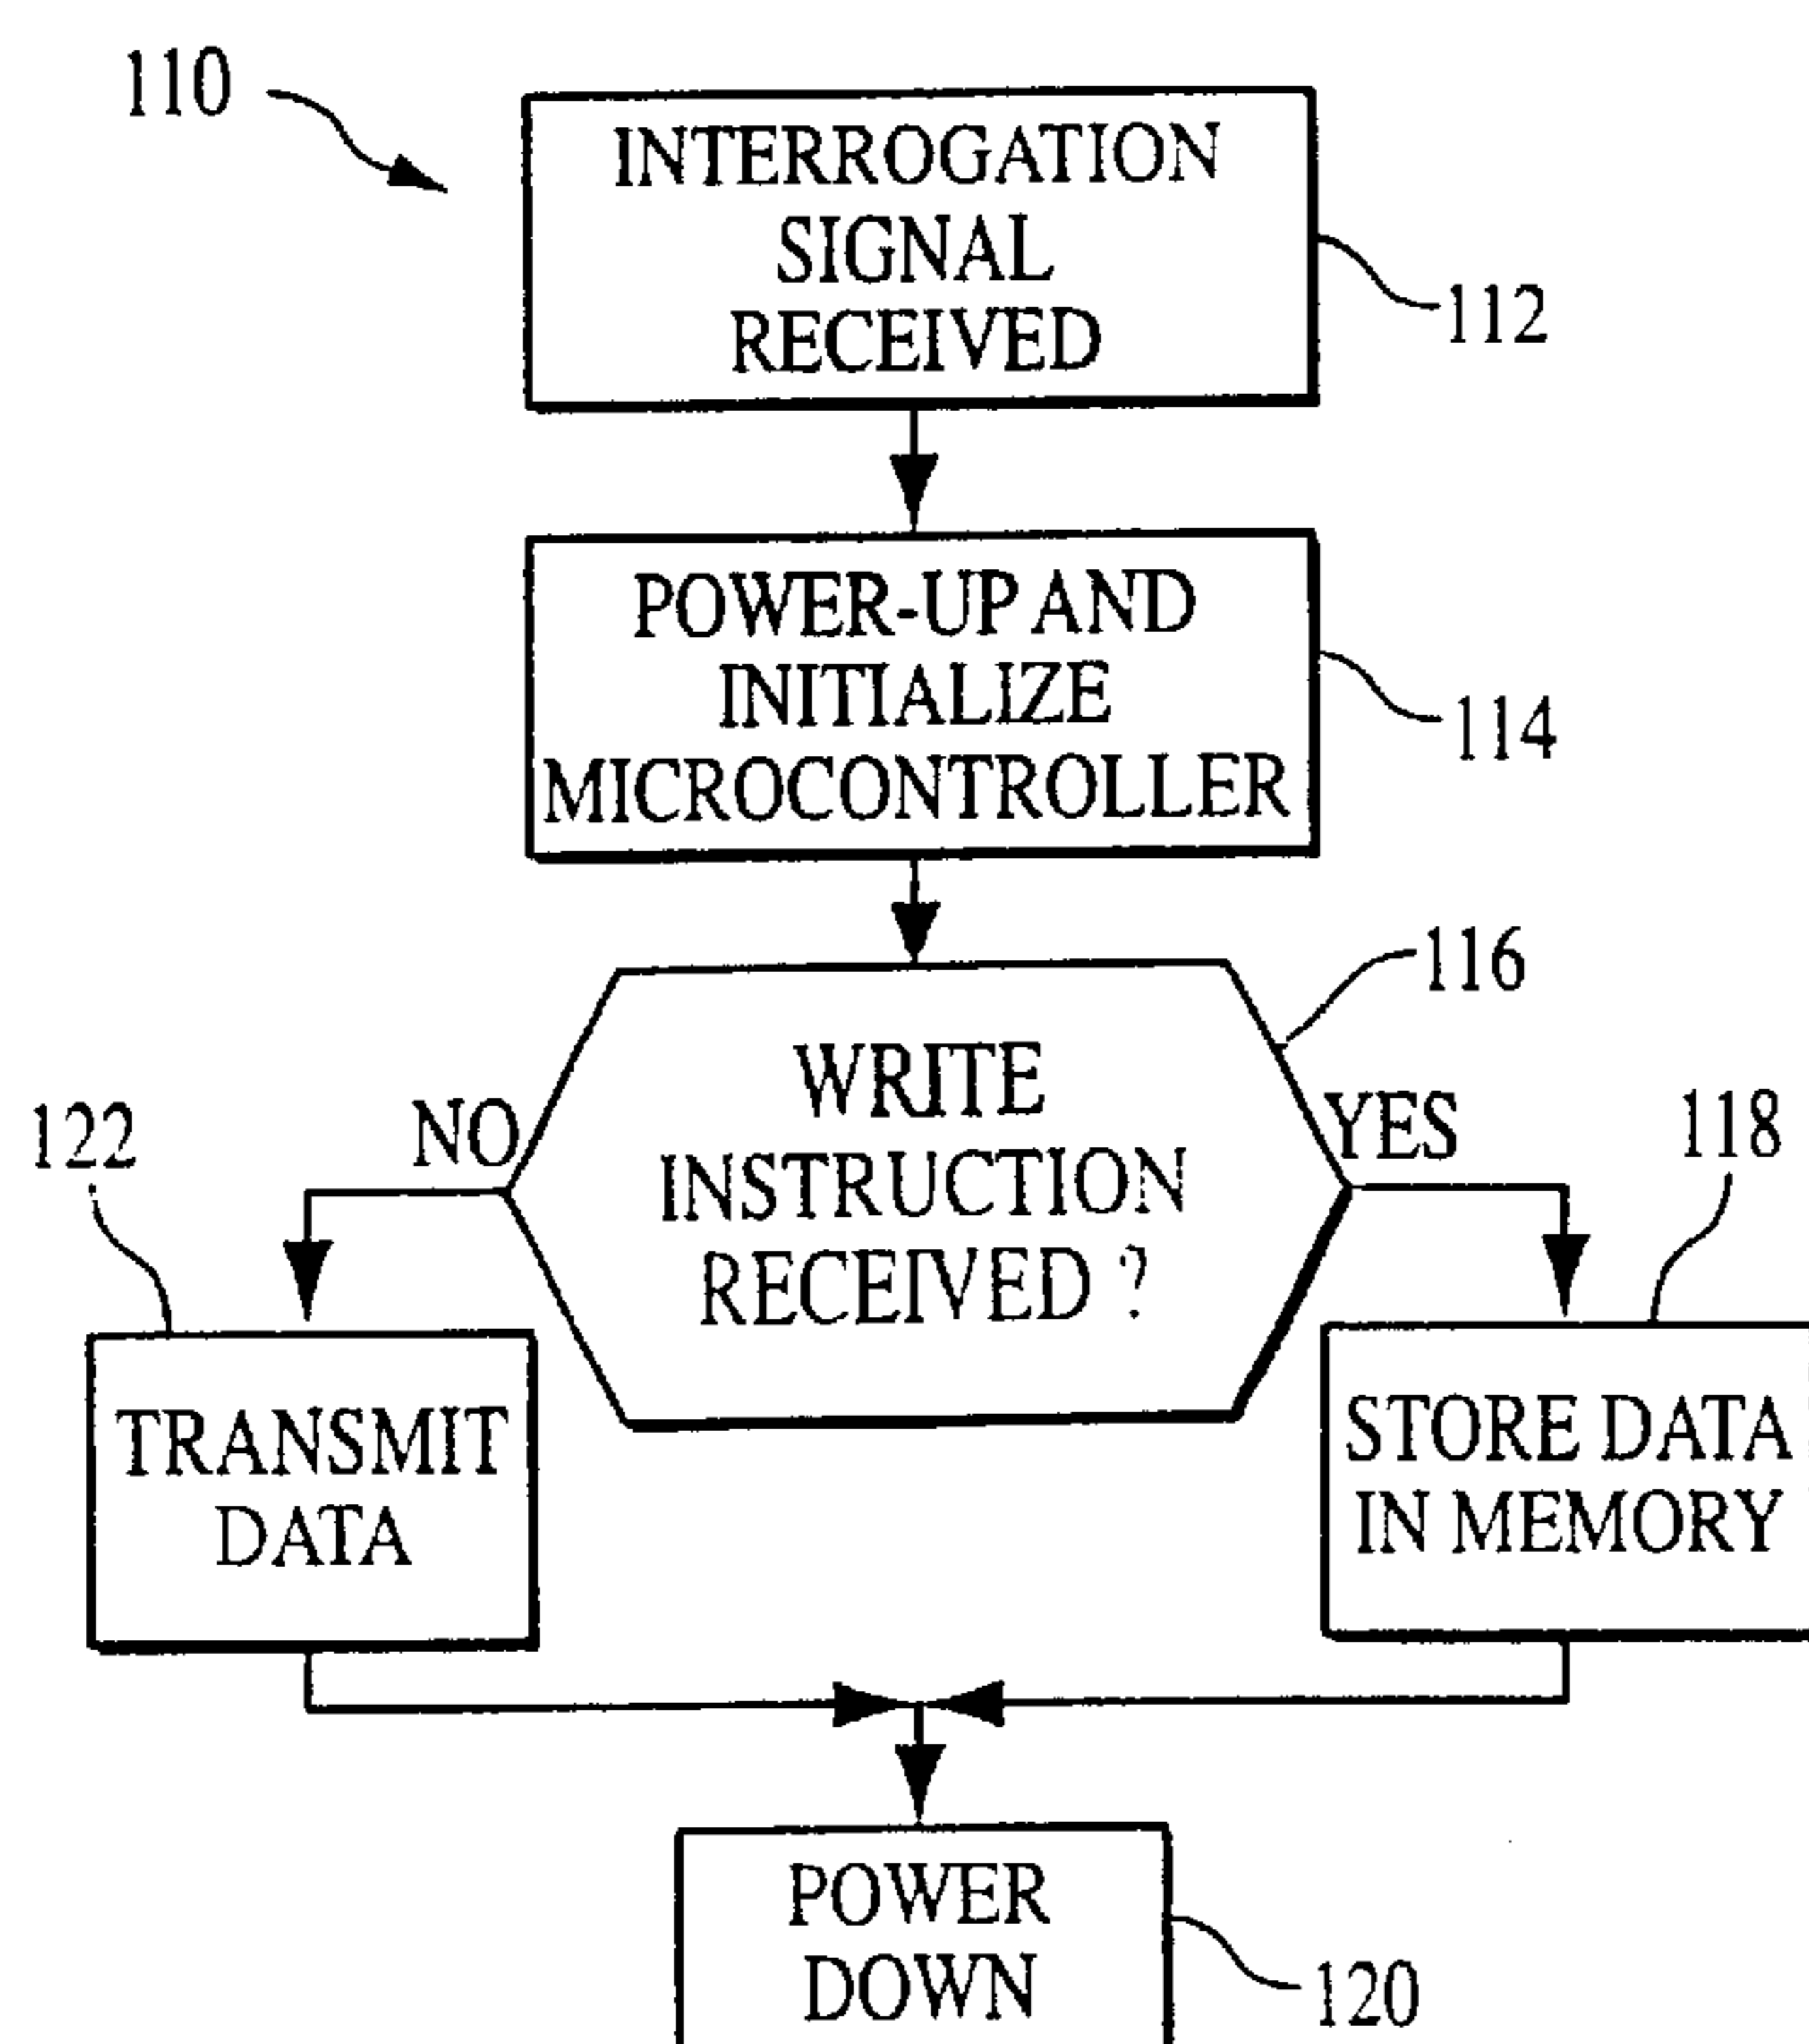 110
INTERROGATION
SIGNAL
RECEIVED
112
POWER-UP AND
INITIALIZE
MICROCONTROLLER
114
116
WRITE
INSTRUCTION
RECEIVED ?
NO
YES
122
118
TRANSMIT
DATA
STORE DATA
IN MEMORY
POWER
DOWN
120